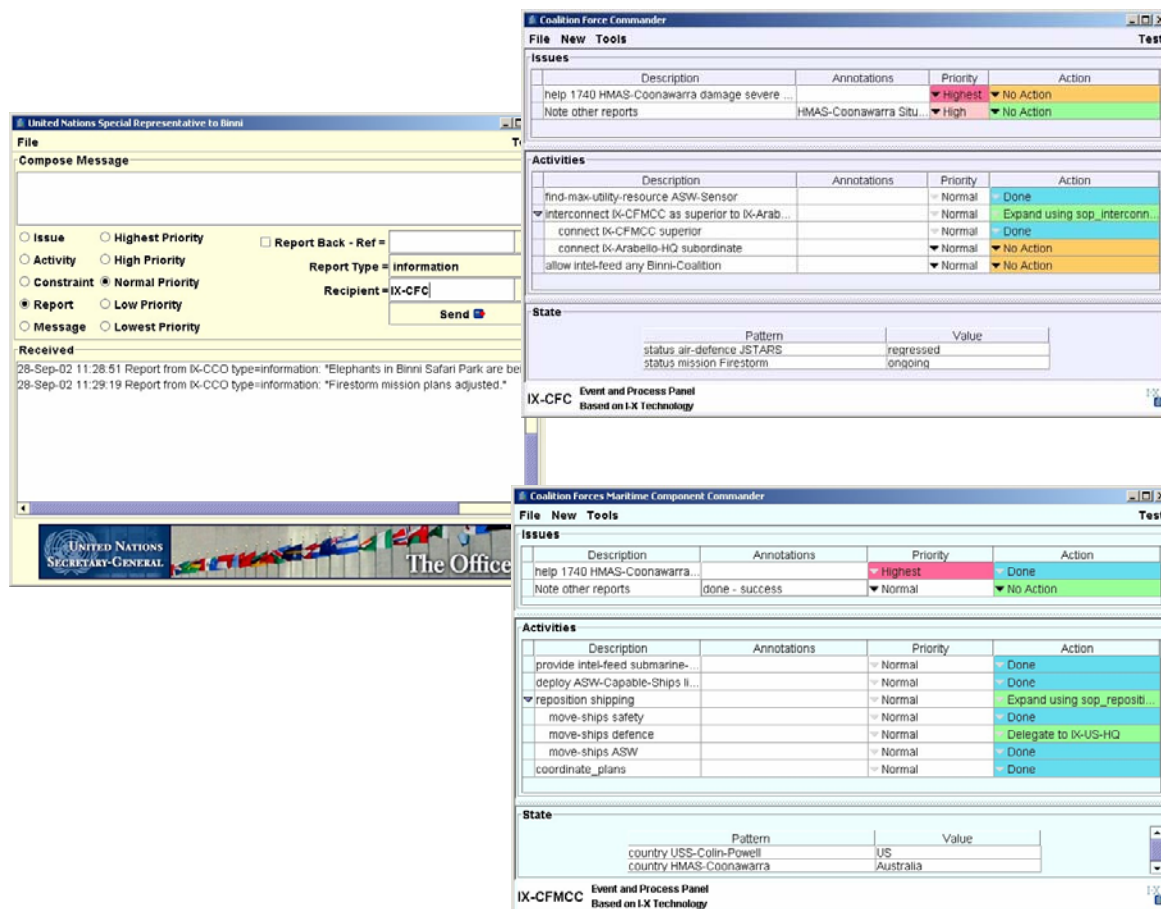 United Nations Special Representative to Binni
File
Compose Message
Issue Highest Priority Report Back - Ref =
Activity High Priority Report Type = information
Constraint Normal Priority Recipient = IX-CFC
Report Low Priority Send
Message Lowest Priority
Received
28-Sep-02 11:28:51 Report from IX-CCO type=information: "Elephants in Binni Safari Park are bei
28-Sep-02 11:29:19 Report from IX-CCO type=information: "Firestorm mission plans adjusted."
UNITED NATIONS
SECRETARY-GENERAL
The Office
Coalition Force Commander
File New Tools Test
Issues
Description Annotations Priority Action
help 1740 HMAS-Coonawarra damage severe ... Highest No Action
Note other reports HMAS-Coonawarra Situ... High No Action
Activities
Description Annotations Priority Action
find-max-utility-resource ASW-Sensor Normal Done
interconnect IX-CFMCC as superior to IX-Arab... Normal Expand using sop_interconn...
connect IX-CFMCC superior Normal Done
connect IX-Arabello-HQ subordinate Normal No Action
allow intel-feed any Binni-Coalition Normal No Action
State
Pattern Value
status air-defence JSTARS regressed
status mission Firestorm ongoing
IX-CFC Event and Process Panel
Based on I-X Technology
Coalition Forces Maritime Component Commander
File New Tools Test
Issues
Description Annotations Priority Action
help 1740 HMAS-Coonawarra... Highest Done
Note other reports done - success Normal No Action
Activities
Description Annotations Priority Action
provide intel-feed submarine-... Normal Done
deploy ASW-Capable-Ships li... Normal Done
reposition shipping Normal Expand using sop_repositi...
move-ships safety Normal Done
move-ships defence Normal Delegate to IX-US-HQ
move-ships ASW Normal Done
coordinate_plans Normal Done
State
Pattern Value
country USS-Colin-Powell US
country HMAS-Coonawarra Australia
IX-CFMCC Event and Process Panel
Based on I-X Technology